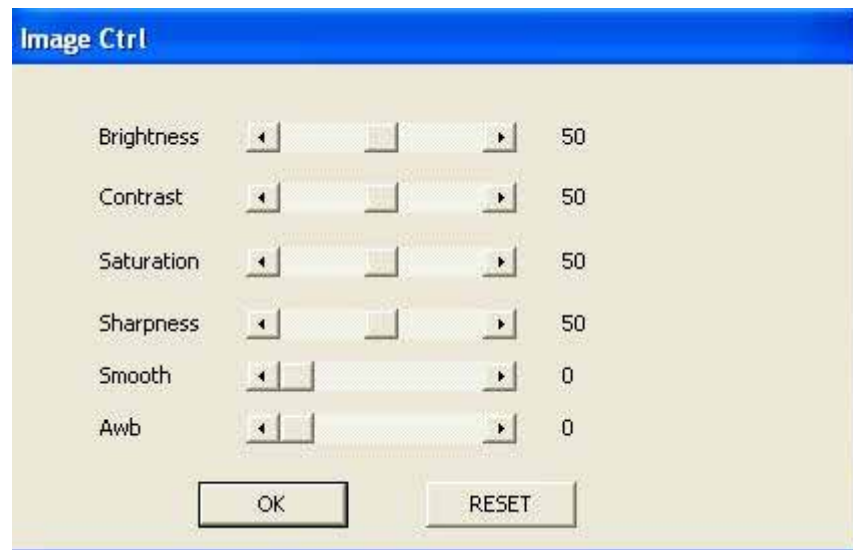 Image Ctrl
Brightness 50
Contrast 50
Saturation 50
Sharpness 50
Smooth 0
Awb 0
OK RESET